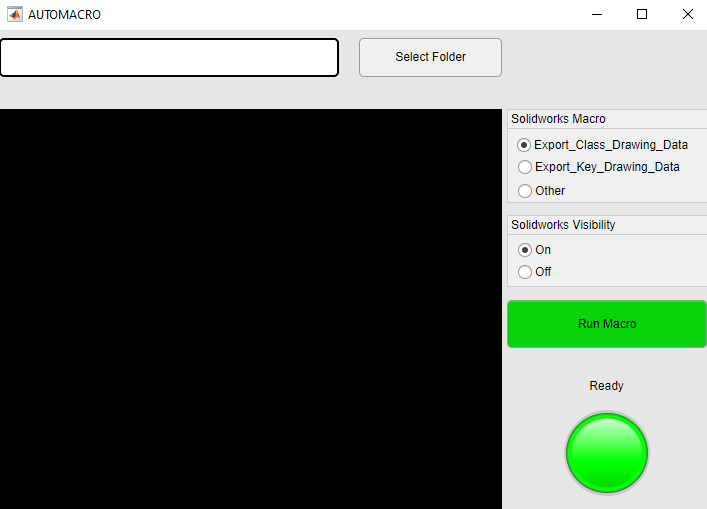 AUTOMACRO
Select Folder
Solidworks Macro
Export_Class_Drawing_Data
Export_Key_Drawing_Data
Other
Solidworks Visibility
On
Off
Run Macro
Ready